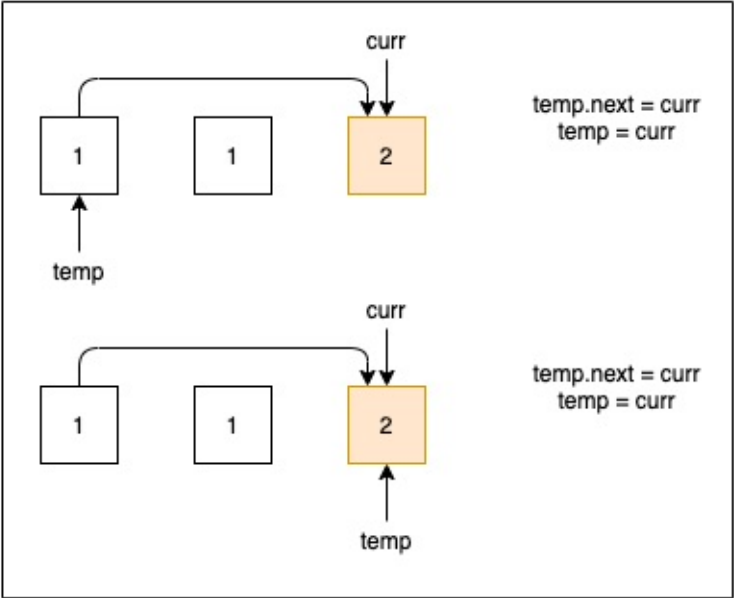 curr
temp.next = curr
temp = curr
1
1
2
temp
curr
temp.next = curr
temp = curr
1
1
2
temp